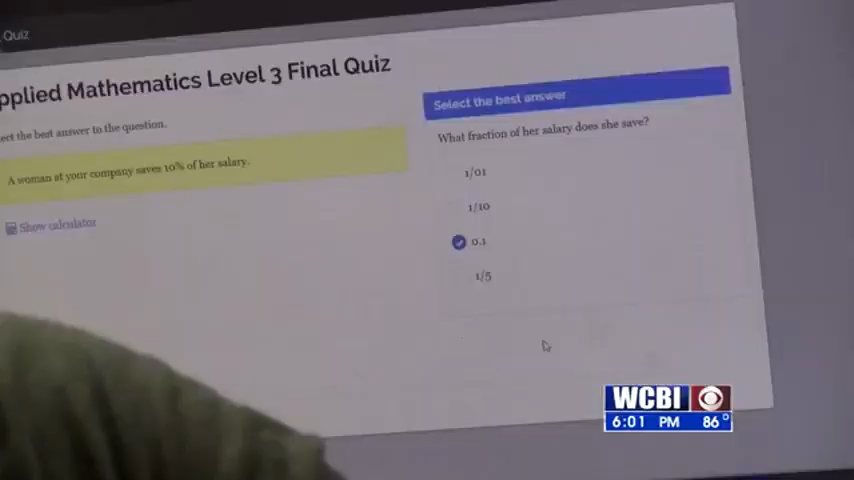 Quiz
pplied Mathematics Level 3 Final Quiz
ect the best answer to the question.
A woman at your company saves 10% of her salary.
Show calculator
Select the best answer
What fraction of her salary does she save?
1/01
1/10
0.1
1/5
WCBI
6:01 PM 86°